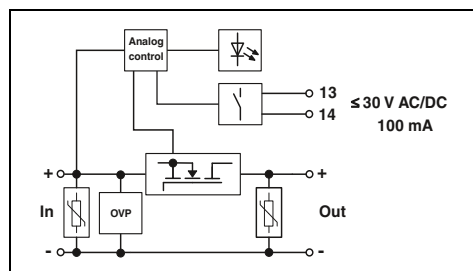 Analog
control
13
14
≤ 30 V AC/DC
100 mA
+
+
In
OVP
Out
-
-